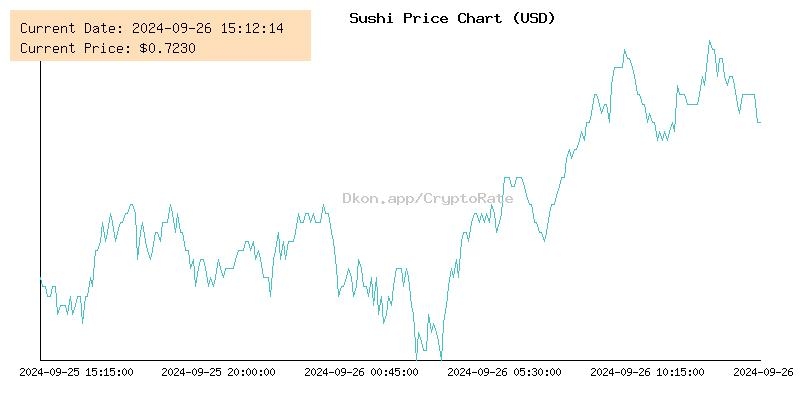 Sushi Price Chart (USD)
Current Date: 2024-09-26 15:12:14
Current Price: $0.7230
Dkon.app/CryptoRate
2024-09-25 15:15:00 2024-09-25 20:00:00 2024-09-26 00:45:00 2024-09-26 05:30:00 2024-09-26 10:15:00 2024-09-26